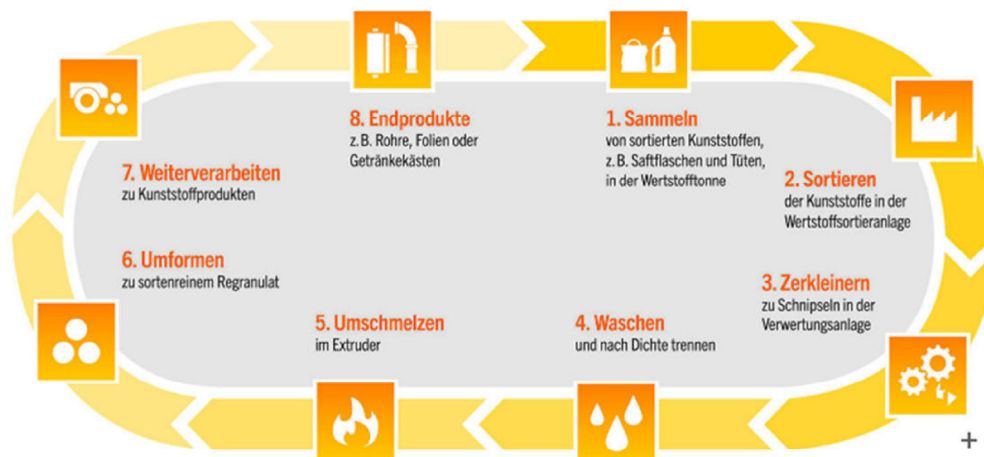 1. Sammeln
von sortierten Kunststoffen,
z. B. Saftflaschen und Tüten,
in der Wertstofftonne
2. Sortieren
der Kunststoffe in der
Wertstoffsortieranlage
3. Zerkleinern
zu Schnipseln in der
Verwertungsanlage
4. Waschen
und nach Dichte trennen
5. Umschmelzen
im Extruder
6. Umformen
zu sortenreinem Regranulat
7. Weiterverarbeiten
zu Kunststoffprodukten
8. Endprodukte
z. B. Rohre, Folien oder
Getränkekästen
+